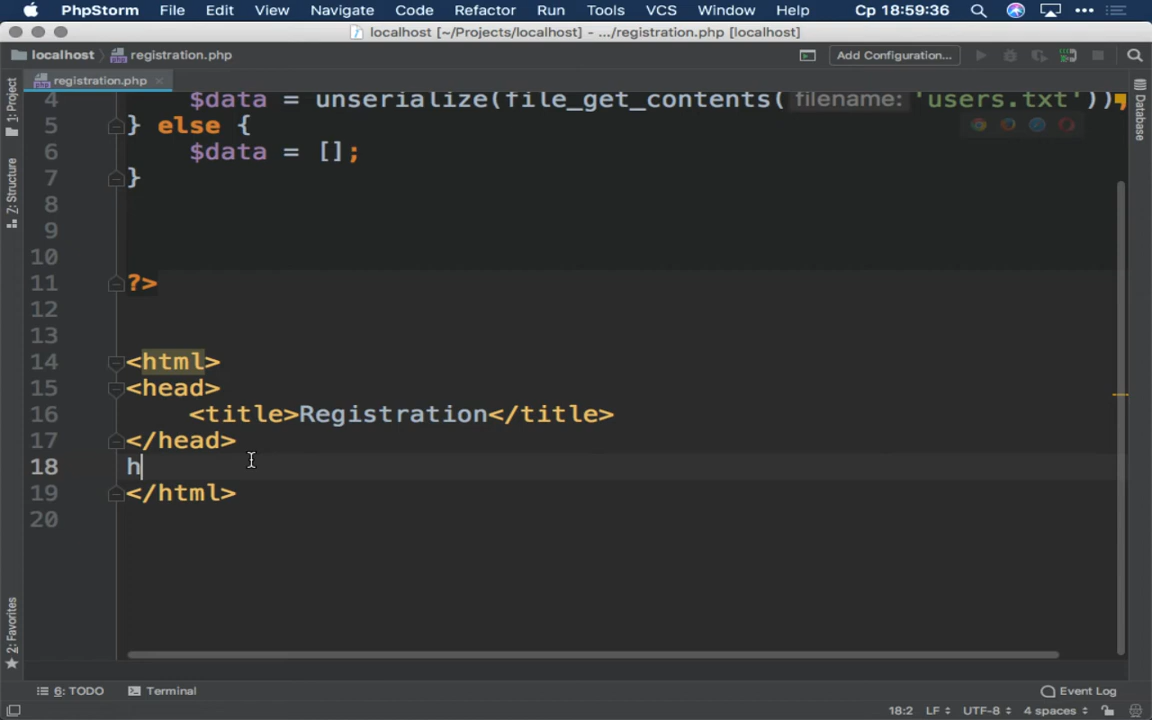 PhpStorm File Edit View Navigate Code Refactor Run Tools VCS Window Help Ср 18:59:36
localhost [~/Projects/localhost] - .../registration.php [localhost]
localhost registration.php Add Configuration...
registration.php
1: Project
Z: Structure
2: Favorites
Database
4 $data = unserialize(file_get_contents( filename: 'users.txt'));
5 } else {
6 $data = [];
7 }
8
9
10
11 ?>
12
13
14 <html>
15 <head>
16 <title>Registration</title>
17 </head>
18 h
19 </html>
20
6: TODO Terminal Event Log
18:2 LF UTF-8 4 spaces